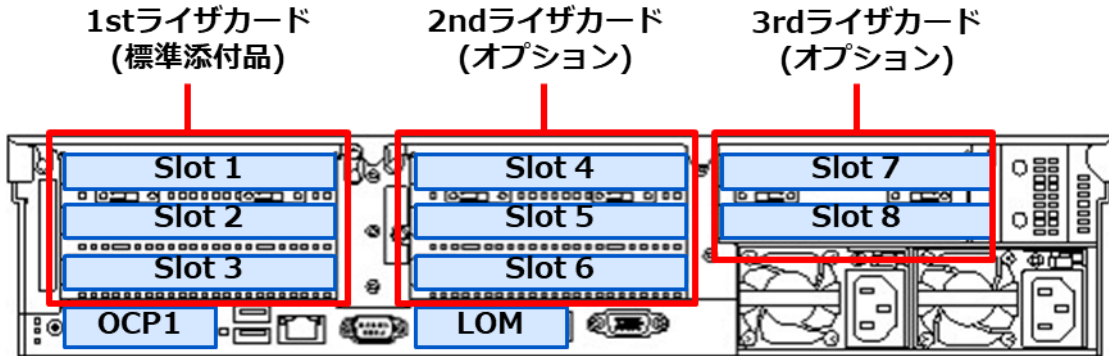 1stライザカード
(標準添付品)
2ndライザカード
(オプション)
3rdライザカード
(オプション)
Slot 1
Slot 4
Slot 7
Slot 2
Slot 5
Slot 8
Slot 3
Slot 6
OCP1
LOM